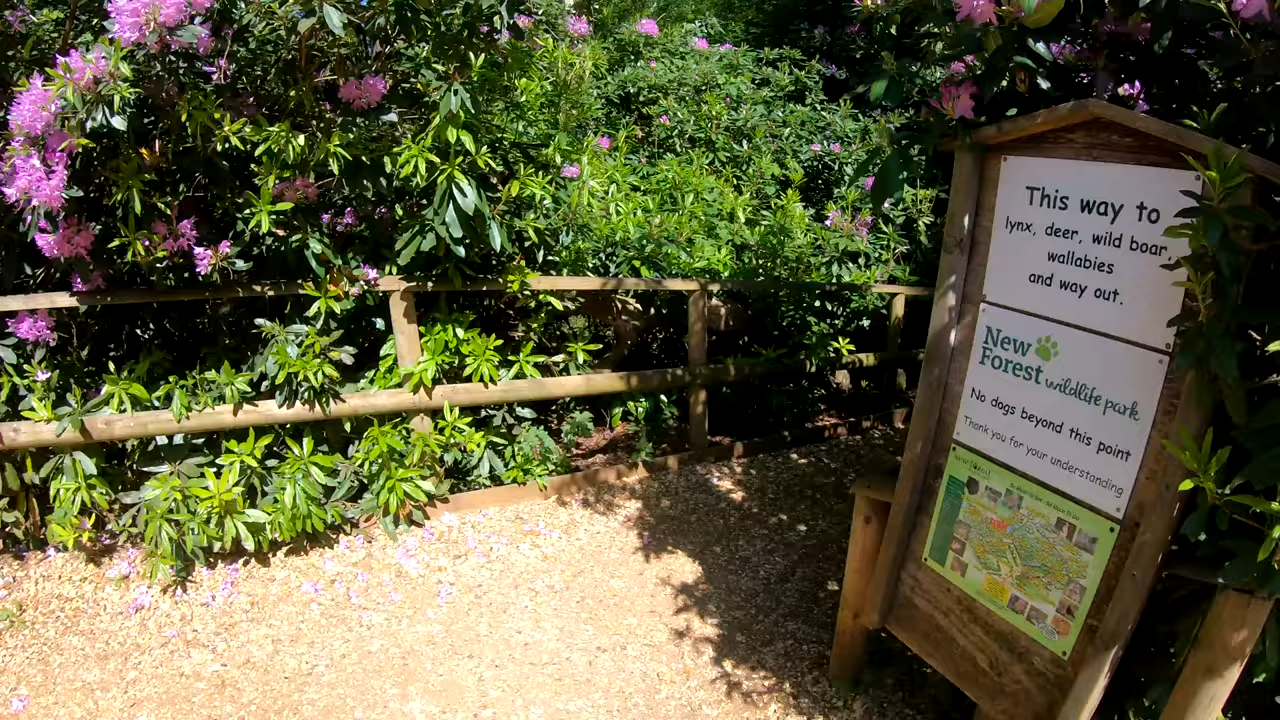 This way to
lynx, deer, wild boar,
wallabies
and way out.
New
Forest wildlife park
No dogs beyond this point
Thank you for your understanding